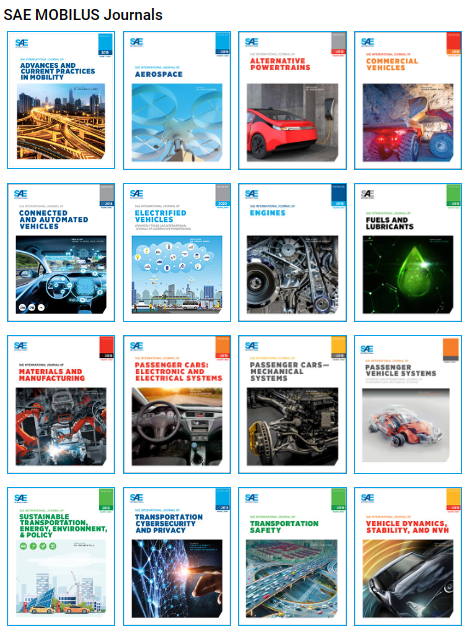 SAE MOBILUS Journals
SAE
SAE INTERNATIONAL JOURNAL OF
ADVANCES AND
CURRENT PRACTICES
IN MOBILITY
SAE
SAE INTERNATIONAL JOURNAL OF
AEROSPACE
SAE
SAE INTERNATIONAL JOURNAL OF
ALTERNATIVE
POWERTRAINS
SAE
SAE INTERNATIONAL JOURNAL OF
COMMERCIAL
VEHICLES
SAE
SAE INTERNATIONAL JOURNAL OF
CONNECTED
AND AUTOMATED
VEHICLES
SAE
SAE INTERNATIONAL JOURNAL OF
ELECTRIFIED
VEHICLES
2020
SAE
SAE INTERNATIONAL JOURNAL OF
ENGINES
SAE
SAE INTERNATIONAL JOURNAL OF
FUELS AND
LUBRICANTS
SAE
SAE INTERNATIONAL JOURNAL OF
MATERIALS AND
MANUFACTURING
SAE
SAE INTERNATIONAL JOURNAL OF
PASSENGER CARS:
ELECTRONIC AND
ELECTRICAL SYSTEMS
SAE
SAE INTERNATIONAL JOURNAL OF
PASSENGER CARS—
MECHANICAL
SYSTEMS
SAE
SAE INTERNATIONAL JOURNAL OF
PASSENGER
VEHICLE SYSTEMS
SAE
SAE INTERNATIONAL JOURNAL OF
SUSTAINABLE
TRANSPORTATION,
ENERGY, ENVIRONMENT,
& POLICY
SAE
SAE INTERNATIONAL JOURNAL OF
TRANSPORTATION
CYBERSECURITY
AND PRIVACY
SAE
SAE INTERNATIONAL JOURNAL OF
TRANSPORTATION
SAFETY
SAE
SAE INTERNATIONAL JOURNAL OF
VEHICLE DYNAMICS,
STABILITY, AND NVH